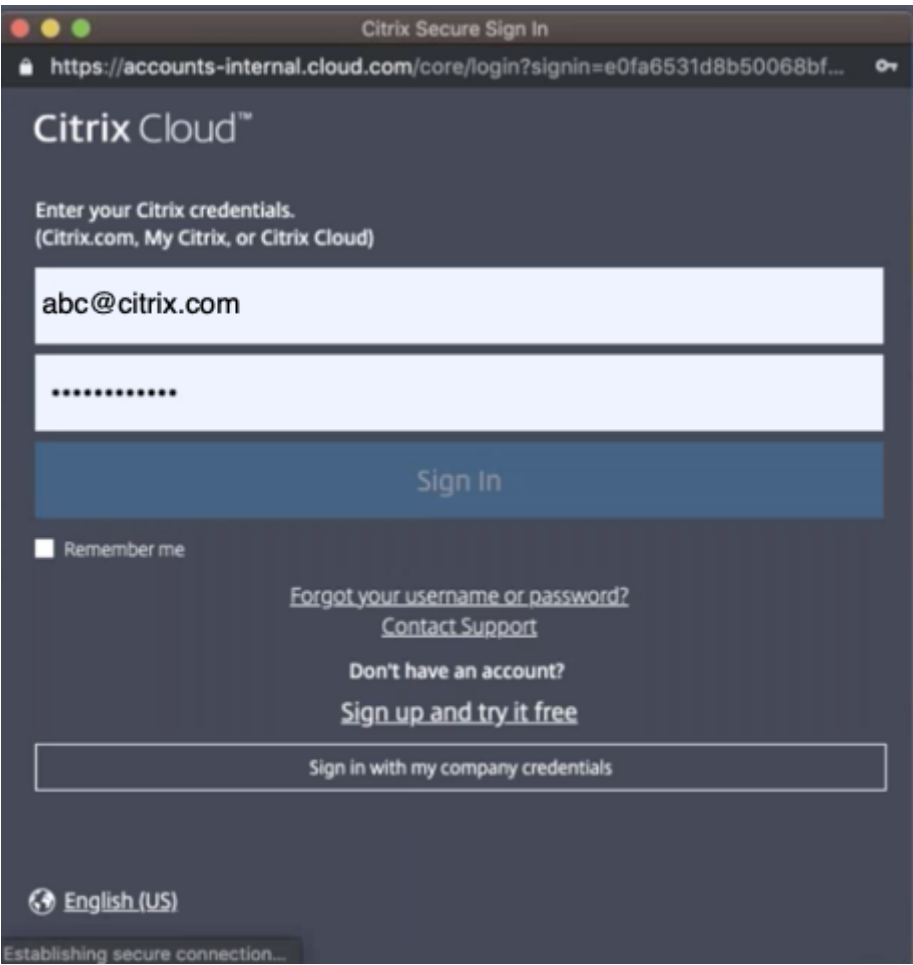 Citrix Secure Sign In
https://accounts-internal.cloud.com/core/login?signin=e0fa6531d8b50068bf...
Citrix Cloud™
Enter your Citrix credentials.
(Citrix.com, My Citrix, or Citrix Cloud)
abc@citrix.com
••••••••••••
Sign In
Remember me
Forgot your username or password?
Contact Support
Don't have an account?
Sign up and try it free
Sign in with my company credentials
English (US)
Establishing secure connection...